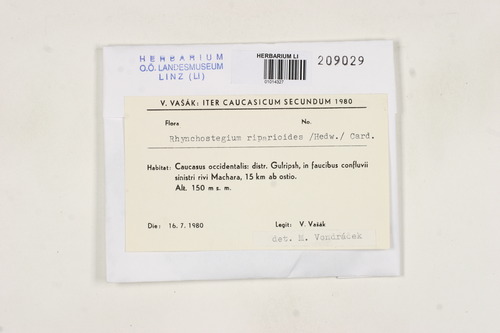 HERBARIUM
O.Ö. LANDESMUSEUM
LINZ (LI)
HERBARIUM LI
01014327
209029
V. VAŠÁK: ITER CAUCASICUM SECUNDUM 1980
Flora No.
Rhynchostegium riparioides /Hedw./ Card.
Habitat: Caucasus occidentalis: distr. Gulripsh, in faucibus confluvii
sinistri rivi Machara, 15 km ab ostio.
Alt. 150 m s. m.
Die: 16. 7. 1980 Legit: V. Vašák
det. M. Vondráček